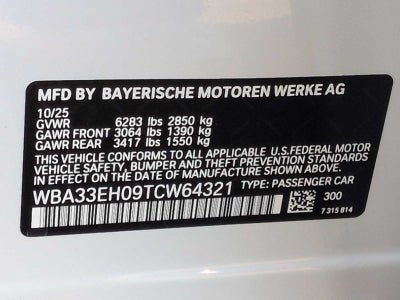 MFD BY BAYERISCHE MOTOREN WERKE AG
10/25
GVWR 6283 lbs 2850 kg
GAWR FRONT 3064 lbs 1390 kg
GAWR REAR 3417 lbs 1550 kg
THIS VEHICLE CONFORMS TO ALL APPLICABLE U.S.FEDERAL MOTOR
VEHICLE SAFETY, BUMPER AND THEFT PREVENTION STANDARDS
IN EFFECT ON THE DATE OF MANUFACTURE SHOWN ABOVE.
WBA33EH09TCW64321 TYPE: PASSENGER CAR
300
7 315 814